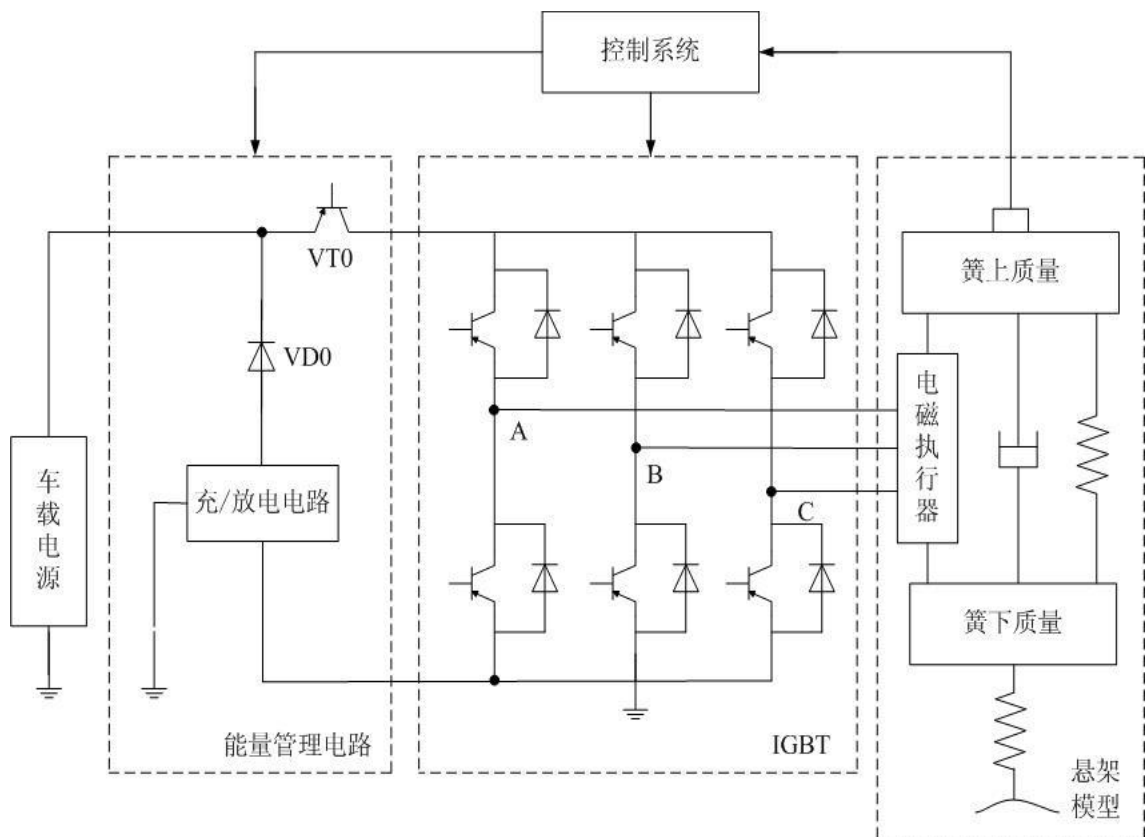 控制系统
VT0
簧上质量
VD0
电磁执行器
A
B
车载电源
充/放电电路
C
簧下质量
能量管理电路
IGBT
悬架
模型